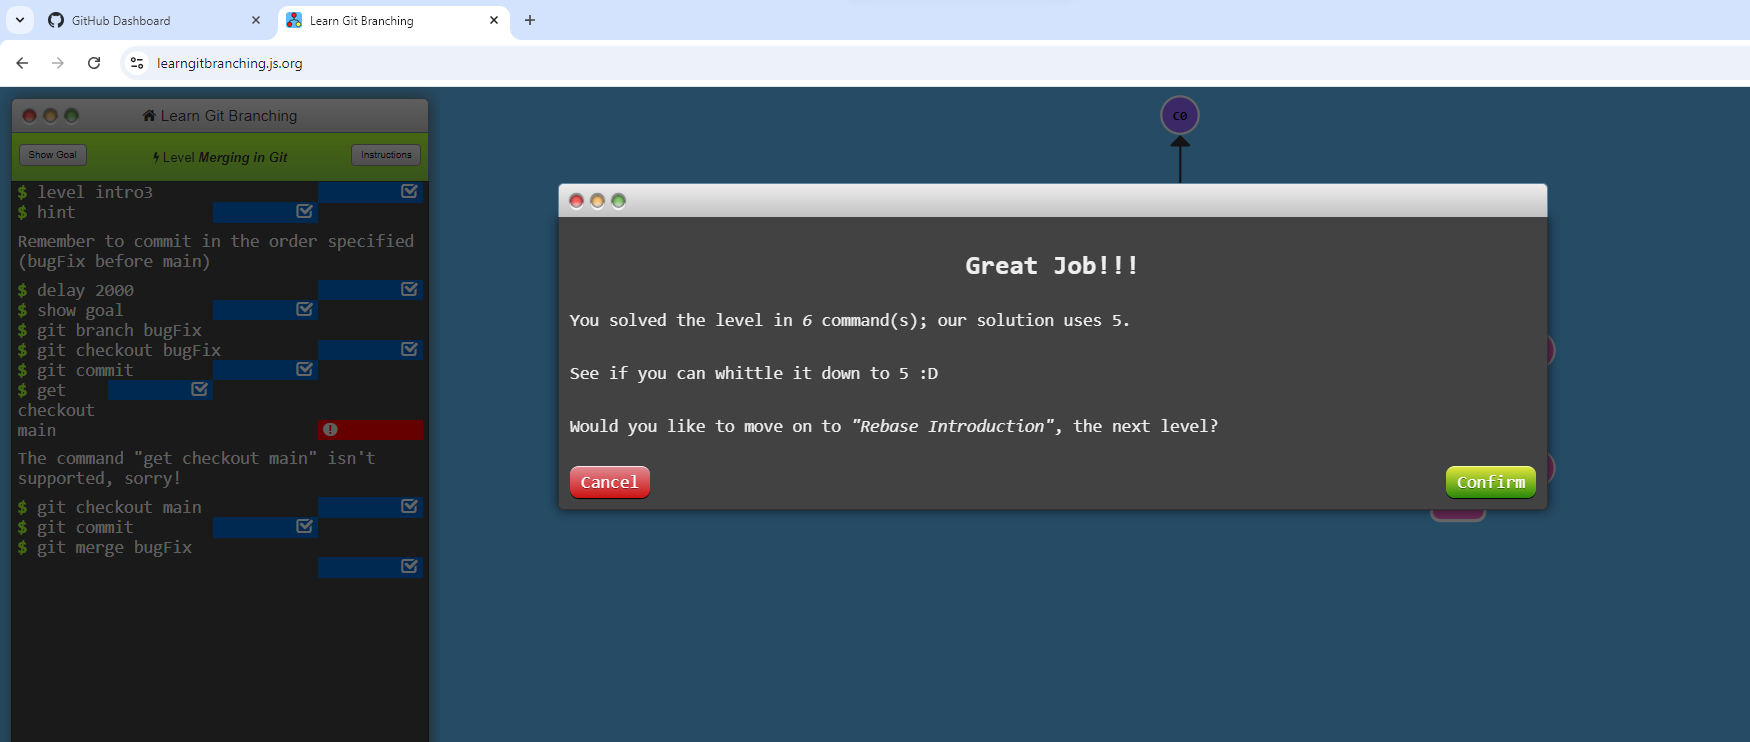 GitHub Dashboard
Learn Git Branching
learngitbranching.js.org
Learn Git Branching
Show Goal
Level Merging in Git
Instructions
$ level intro3
$ hint
Remember to commit in the order specified
(bugFix before main)
$ delay 2000
$ show goal
$ git branch bugFix
$ git checkout bugFix
$ git commit
$ get
checkout
main
The command "get checkout main" isn't
supported, sorry!
$ git checkout main
$ git commit
$ git merge bugFix
C0
Great Job!!!
You solved the level in 6 command(s); our solution uses 5.
See if you can whittle it down to 5 :D
Would you like to move on to "Rebase Introduction", the next level?
Cancel
Confirm